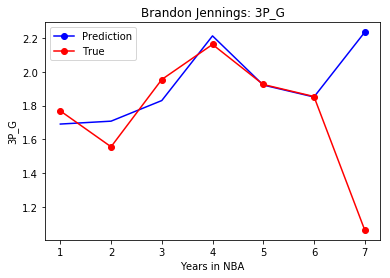 Brandon Jennings: 3P_G
Prediction
True
3P_G
2.2
2.0
1.8
1.6
1.4
1.2
1 2 3 4 5 6 7
Years in NBA